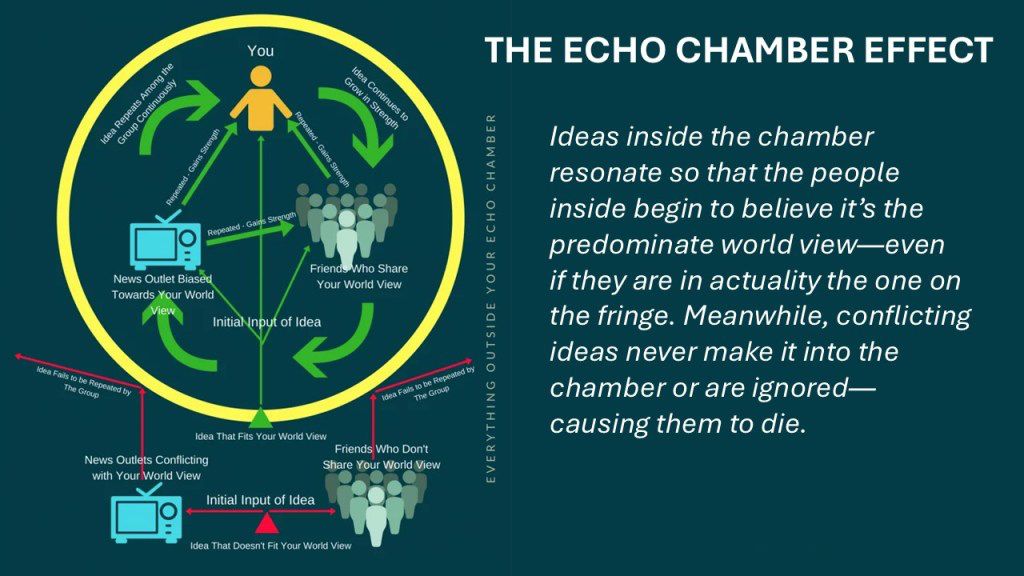 THE ECHO CHAMBER EFFECT
You
Idea Repeats Among the
Group Continuously
Idea Continues to
Grow in Strength
Repeated - Gains Strength
Repeated - Gains Strength
Repeated - Gains Strength
News Outlet Biased
Towards Your World
View
Friends Who Share
Your World View
Initial Input of Idea
Idea Fails to be Repeated by
The Group
Idea Fails to be Repeated by
The Group
Idea That Fits Your World View
News Outlets Conflicting
with Your World View
Friends Who Don't
Share Your World View
Initial Input of Idea
Idea That Doesn't Fit Your World View
EVERYTHING OUTSIDE YOUR ECHO CHAMBER
Ideas inside the chamber
resonate so that the people
inside begin to believe it’s the
predominate world view—even
if they are in actuality the one on
the fringe. Meanwhile, conflicting
ideas never make it into the
chamber or are ignored—
causing them to die.